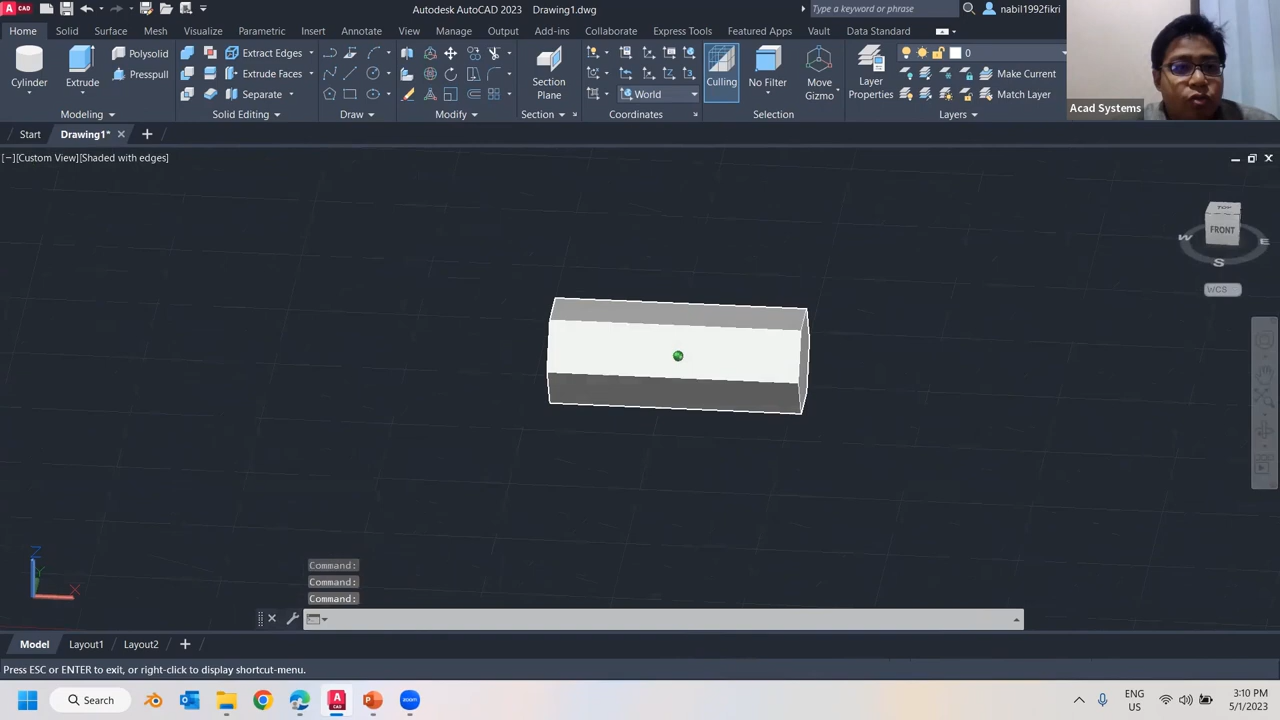 CAD
Autodesk AutoCAD 2023 Drawing1.dwg
Type a keyword or phrase
nabil1992fikri
Home Solid Surface Mesh Visualize Parametric Insert Annotate View Manage Output Add-ins Collaborate Express Tools Featured Apps Vault Data Standard
Cylinder
Extrude
Polysolid
Presspull
Extract Edges
Extrude Faces
Separate
Section
Plane
World
Culling
No Filter
Move
Gizmo
Layer
Properties
0
Make Current
Match Layer
Modeling Solid Editing Draw Modify Section Coordinates Selection Layers
Acad Systems
Start Drawing1*
[−][Custom View][Shaded with edges]
TOP
FRONT
W
E
S
WCS
Z
Y
X
Command:
Command:
Command:
Model Layout1 Layout2
Press ESC or ENTER to exit, or right-click to display shortcut-menu.
Search
CAD
zoom
ENG
US
3:10 PM
5/1/2023